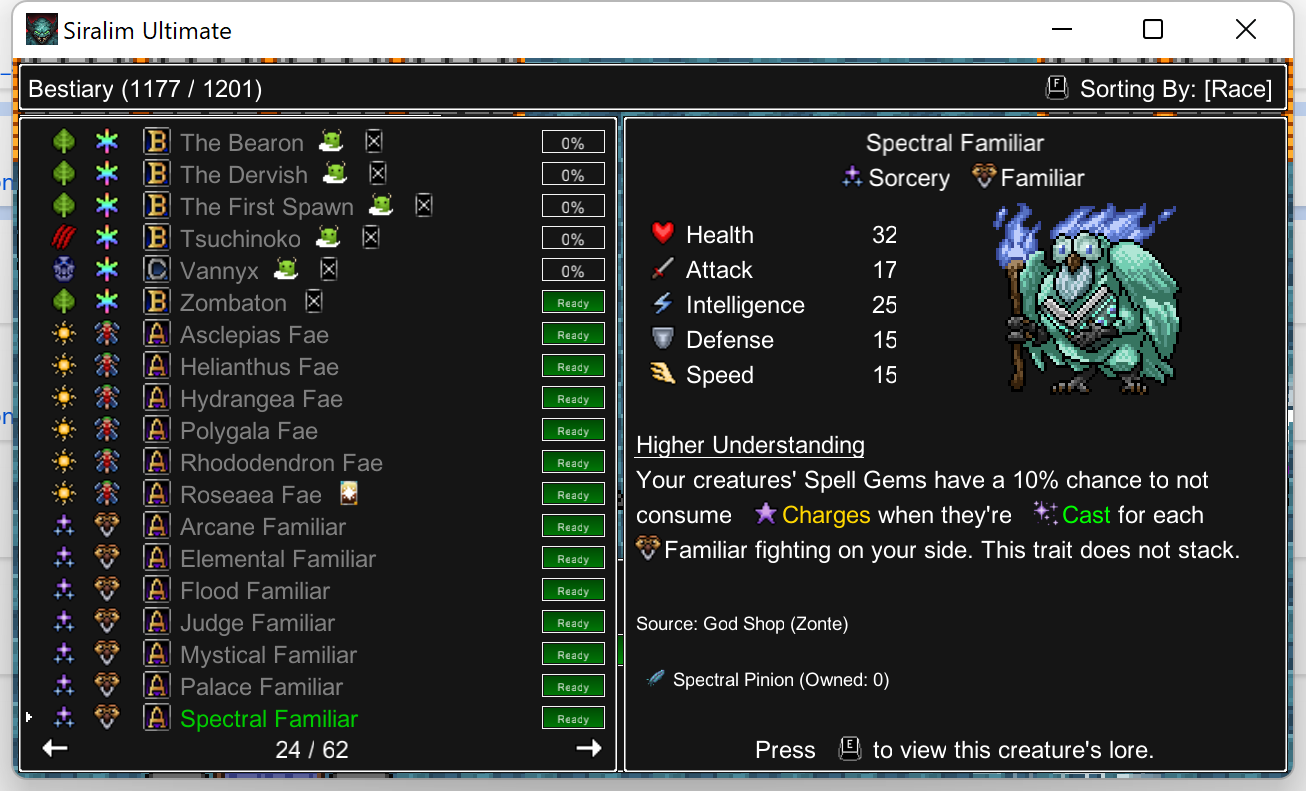 Siralim Ultimate
Bestiary (1177 / 1201)
F Sorting By: [Race]
B The Bearon 0%
B The Dervish 0%
B The First Spawn 0%
B Tsuchinoko 0%
C Vannyx 0%
B Zombaton Ready
A Asclepias Fae Ready
A Helianthus Fae Ready
A Hydrangea Fae Ready
A Polygala Fae Ready
A Rhododendron Fae Ready
A Roseaea Fae Ready
A Arcane Familiar Ready
A Elemental Familiar Ready
A Flood Familiar Ready
A Judge Familiar Ready
A Mystical Familiar Ready
A Palace Familiar Ready
A Spectral Familiar Ready
24 / 62
Spectral Familiar
Sorcery Familiar
Health 32
Attack 17
Intelligence 25
Defense 15
Speed 15
Higher Understanding
Your creatures' Spell Gems have a 10% chance to not
consume Charges when they're Cast for each
Familiar fighting on your side. This trait does not stack.
Source: God Shop (Zonte)
Spectral Pinion (Owned: 0)
Press E to view this creature's lore.